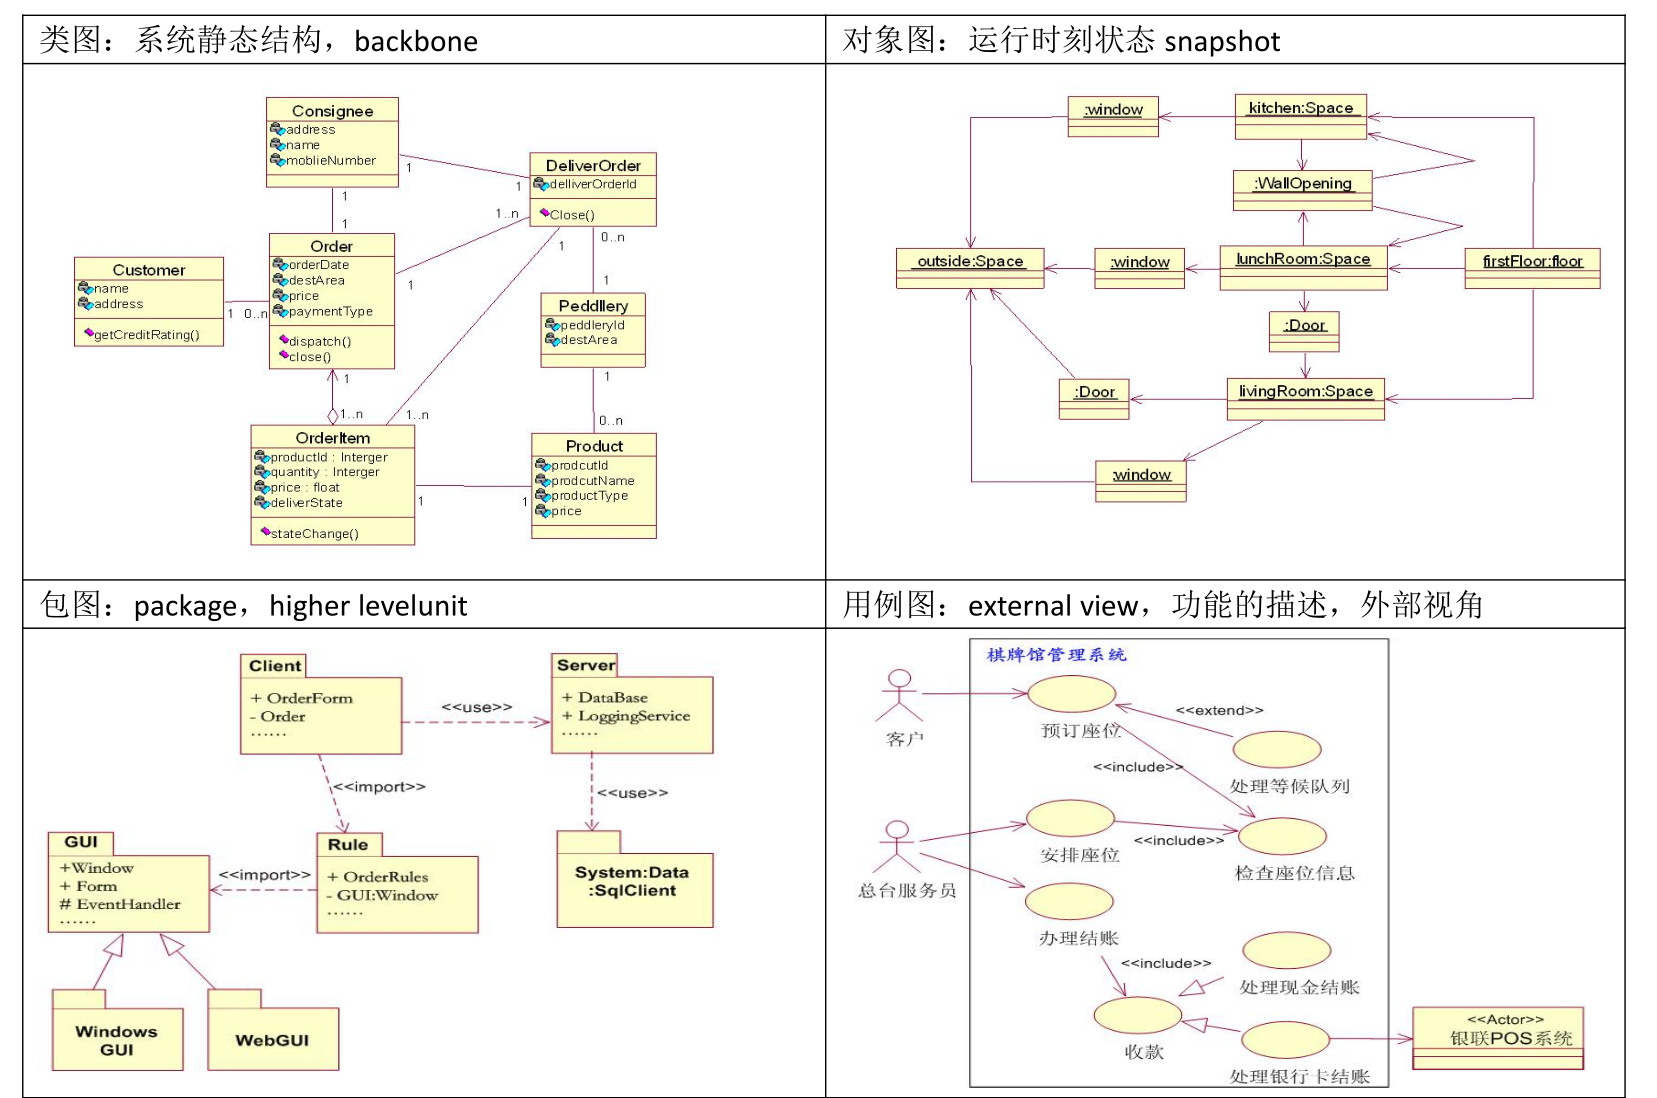 类图：系统静态结构，backbone
对象图：运行时刻状态 snapshot
Consignee
address
name
moblieNumber
1
1
1
1
DeliverOrder
delliverOrderId
Close()
1..n
1
1
0..n
1
Order
orderDate
destArea
price
paymentType
dispatch()
close()
Customer
name
address
getCreditRating()
1
0..n
Peddllery
peddleryId
destArea
1
0..n
1
1..n
1..n
OrderItem
productId : Interger
quantity : Interger
price : float
deliverState
stateChange()
1
1
Product
prodcutId
prodcutName
productType
price
:window
kitchen:Space
:WallOpening
outside:Space
:window
lunchRoom:Space
firstFloor:floor
:Door
:Door
livingRoom:Space
:window
包图：package，higher levelunit
用例图：external view，功能的描述，外部视角
Client
+ OrderForm
- Order
......
<<use>>
Server
+ DataBase
+ LoggingService
......
<<import>>
<<use>>
GUI
+Window
+ Form
# EventHandler
......
<<import>>
Rule
+ OrderRules
- GUI:Window
......
System:Data
:SqlClient
Windows
GUI
WebGUI
棋牌馆管理系统
客户
预订座位
<<extend>>
处理等候队列
<<include>>
总台服务员
安排座位
<<include>>
检查座位信息
办理结账
<<include>>
处理现金结账
收款
处理银行卡结账
<<Actor>>
银联POS系统